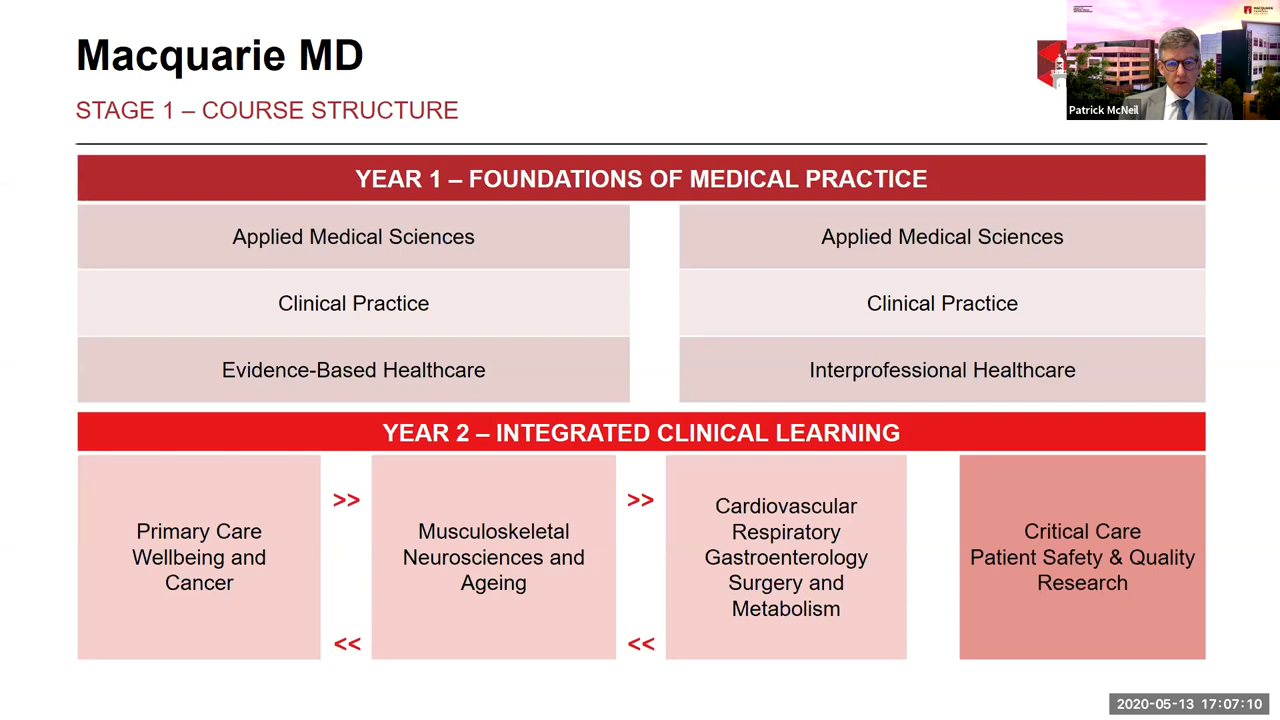 Macquarie MD
STAGE 1 – COURSE STRUCTURE
MACQUARIE
Patrick McNeil
YEAR 1 – FOUNDATIONS OF MEDICAL PRACTICE
Applied Medical Sciences
Applied Medical Sciences
Clinical Practice
Clinical Practice
Evidence-Based Healthcare
Interprofessional Healthcare
YEAR 2 – INTEGRATED CLINICAL LEARNING
Primary Care
Wellbeing and
Cancer
>>
<<
Musculoskeletal
Neurosciences and
Ageing
>>
<<
Cardiovascular
Respiratory
Gastroenterology
Surgery and
Metabolism
Critical Care
Patient Safety & Quality
Research
2020-05-13 17:07:10